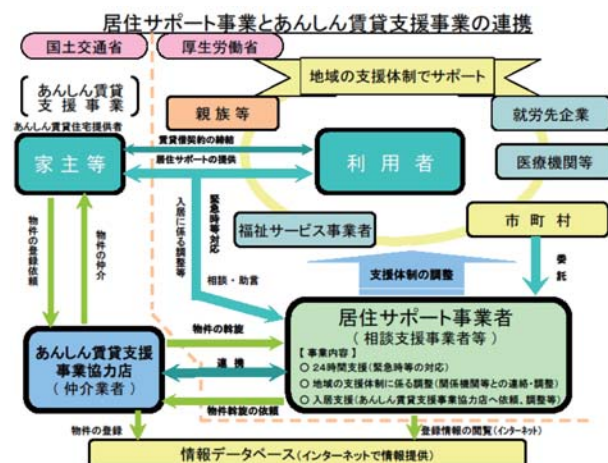 居住サポート事業とあんしん賃貸支援事業の連携
国土交通省
厚生労働省
あんしん賃貸
支援事業
地域の支援体制でサポート
あんしん賃貸住宅提供者
親族等
就労先企業
賃貸借契約の締結
家主等
利用者
居住サポートの提供
医療機関等
入居に係る調整等
緊急時等対応
福祉サービス事業者
市町村
物件の登録依頼
物件の仲介
相談・助言
支援体制の調整
委託
居住サポート事業者
(相談支援事業者等)
物件の斡旋
あんしん賃貸支援
事業協力店
(仲介業者)
連携
【事業内容】
○ 24時間支援(緊急時等の対応)
○ 地域の支援体制に係る調整(関係機関等との連絡・調整)
○ 入居支援(あんしん賃貸支援事業協力店へ依頼、調整等)
物件斡旋の依頼
物件の登録
登録情報の閲覧(インターネット)
情報データベース(インターネットで情報提供)